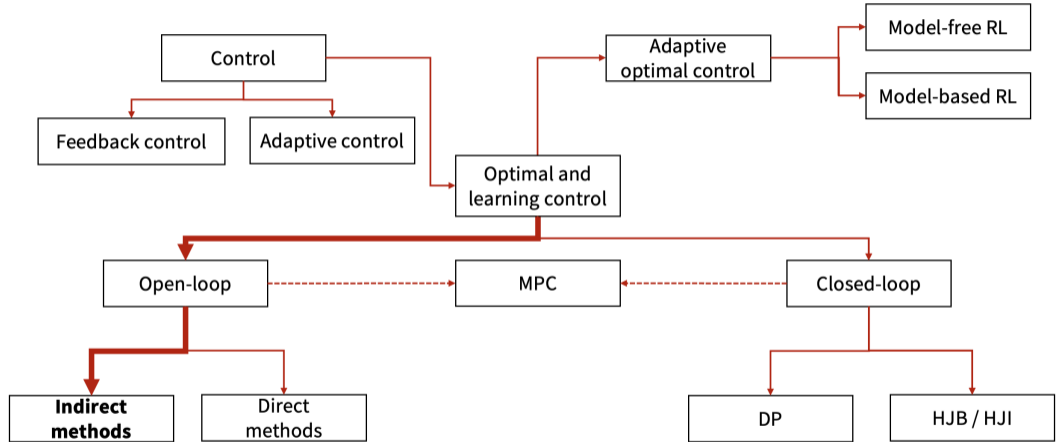 Control
Adaptive
optimal control
Model-free RL
Model-based RL
Feedback control
Adaptive control
Optimal and
learning control
Open-loop
MPC
Closed-loop
Indirect
methods
Direct
methods
DP
HJB / HJI